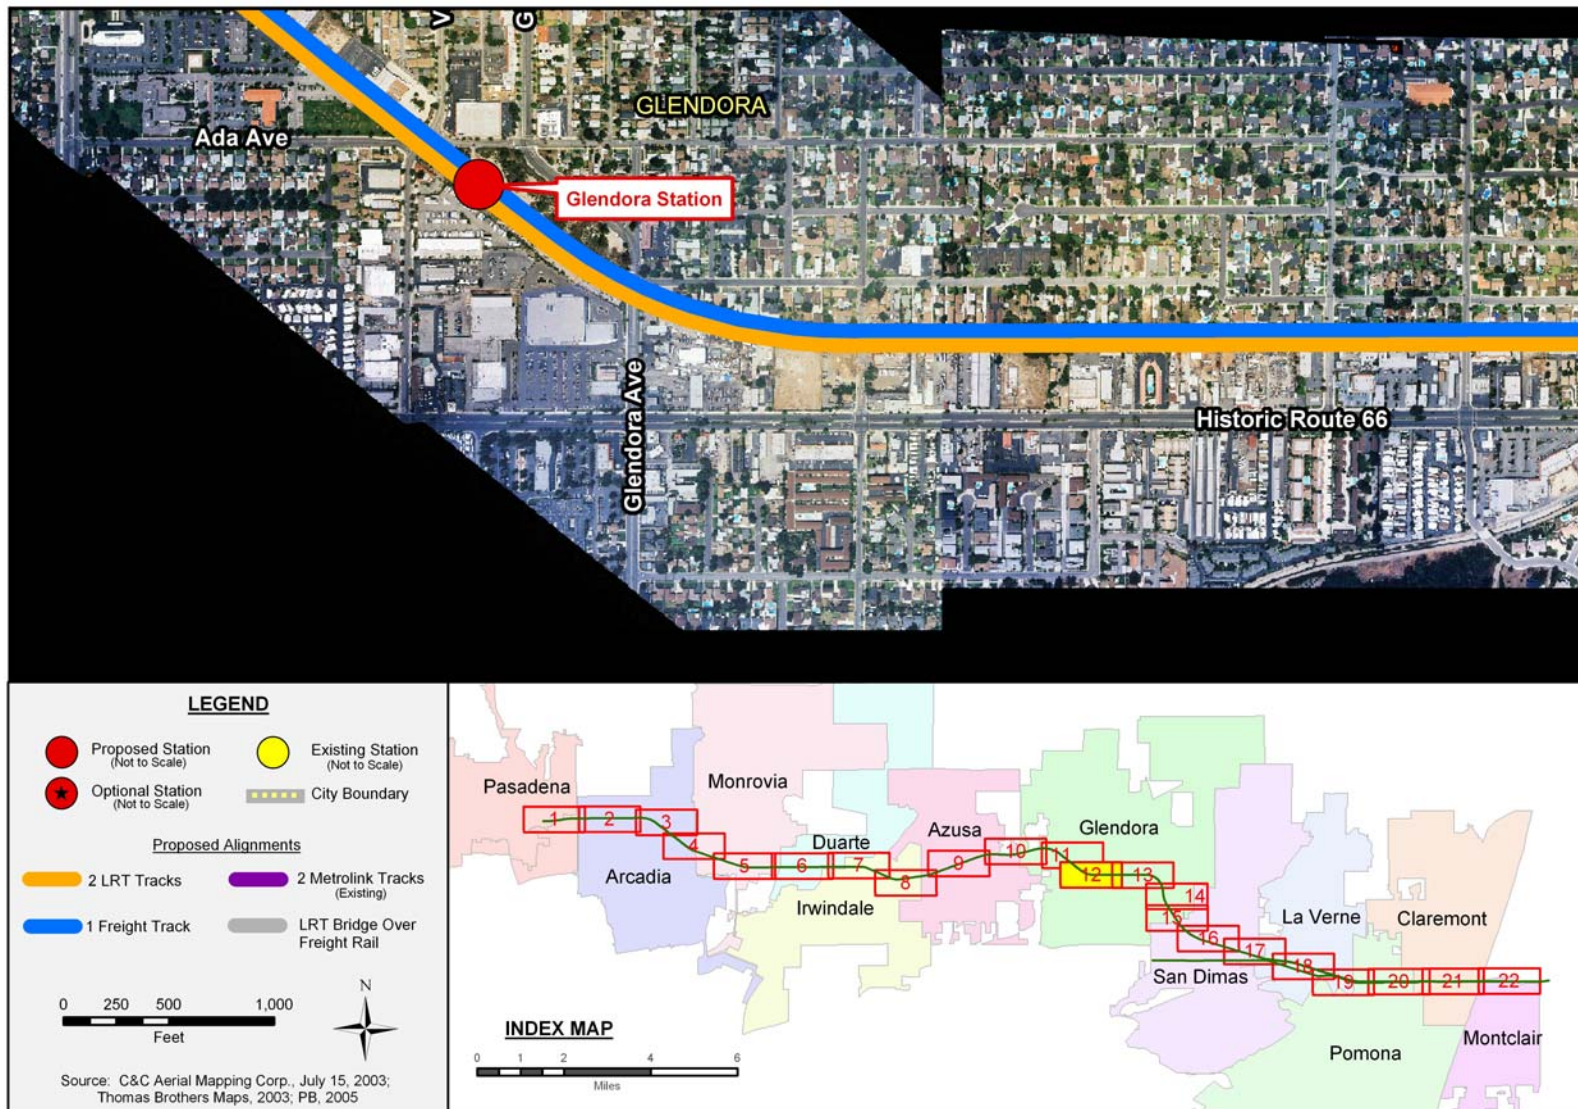 V
G
GLENDORA
Ada Ave
Glendora Station
Glendora Ave
Historic Route 66
LEGEND
Proposed Station
(Not to Scale)
Existing Station
(Not to Scale)
Optional Station
(Not to Scale)
City Boundary
Proposed Alignments
2 LRT Tracks
2 Metrolink Tracks
(Existing)
1 Freight Track
LRT Bridge Over
Freight Rail
0 250 500 1,000
Feet
N
Source: C&C Aerial Mapping Corp., July 15, 2003;
Thomas Brothers Maps, 2003; PB, 2005
Pasadena
Monrovia
Duarte
Azusa
Glendora
Arcadia
Irwindale
La Verne
Claremont
San Dimas
Pomona
Montclair
1
2
3
4
5
6
7
8
9
10
11
12
13
14
15
16
17
18
19
20
21
22
INDEX MAP
0 1 2 4 6
Miles